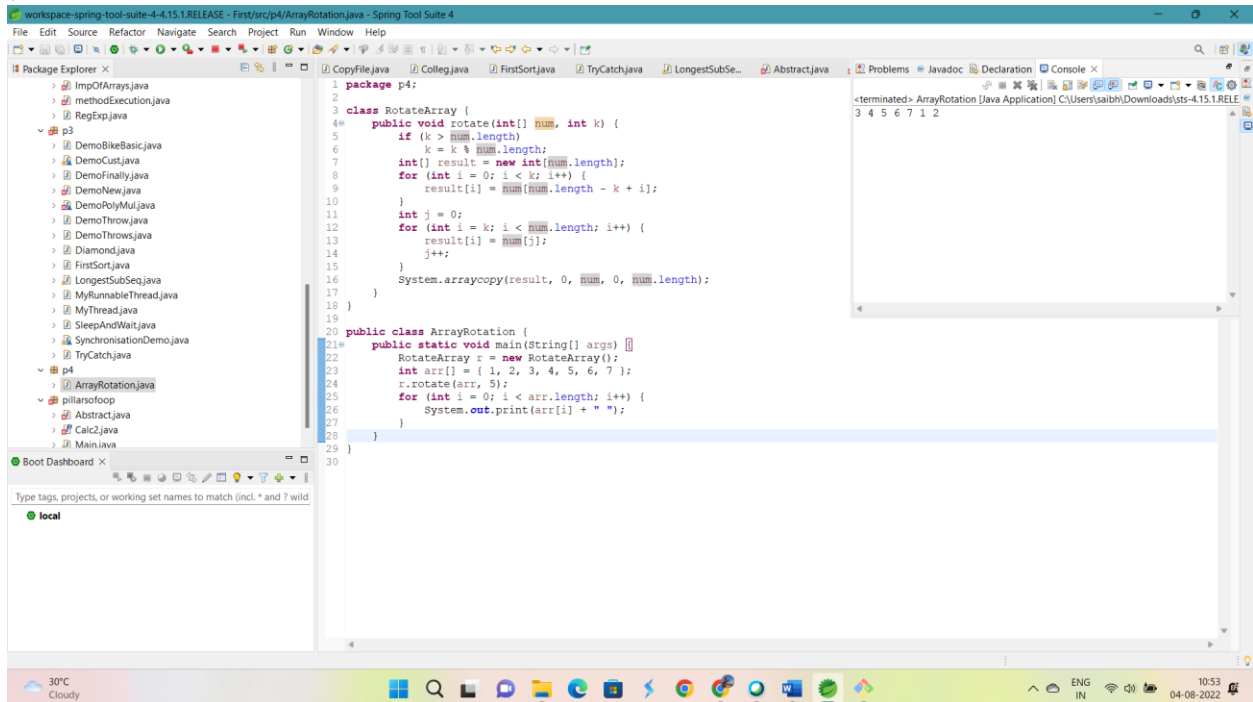 workspace-spring-tool-suite-4-4.15.1.RELEASE - First/src/p4/ArrayRotation.java - Spring Tool Suite 4
File Edit Source Refactor Navigate Search Project Run Window Help
Package Explorer
ImpOfArrays.java
methodExecution.java
RegExp.java
p3
DemoBikeBasic.java
DemoCust.java
DemoFinally.java
DemoNew.java
DemoPolyMul.java
DemoThrow.java
DemoThrows.java
Diamond.java
FirstSort.java
LongestSubSeq.java
MyRunnableThread.java
MyThread.java
SleepAndWait.java
SynchronisationDemo.java
TryCatch.java
p4
ArrayRotation.java
pillarsofoop
Abstract.java
Calc2.java
Main.java
Boot Dashboard
Type tags, projects, or working set names to match (incl. * and ? wild
local
CopyFile.java Colleg.java FirstSort.java TryCatch.java LongestSubSe... Abstract.java
1 package p4;
2
3 class RotateArray {
4 public void rotate(int[] num, int k) {
5 if (k > num.length)
6 k = k % num.length;
7 int[] result = new int[num.length];
8 for (int i = 0; i < k; i++) {
9 result[i] = num[num.length - k + i];
10 }
11 int j = 0;
12 for (int i = k; i < num.length; i++) {
13 result[i] = num[j];
14 j++;
15 }
16 System.arraycopy(result, 0, num, 0, num.length);
17 }
18 }
19
20 public class ArrayRotation {
21 public static void main(String[] args) {
22 RotateArray r = new RotateArray();
23 int arr[] = { 1, 2, 3, 4, 5, 6, 7 };
24 r.rotate(arr, 5);
25 for (int i = 0; i < arr.length; i++) {
26 System.out.print(arr[i] + " ");
27 }
28 }
29 }
30
Problems Javadoc Declaration Console
<terminated> ArrayRotation [Java Application] C:\Users\saibh\Downloads\sts-4.15.1.RELE
3 4 5 6 7 1 2
30°C
Cloudy
ENG
IN
10:53
04-08-2022